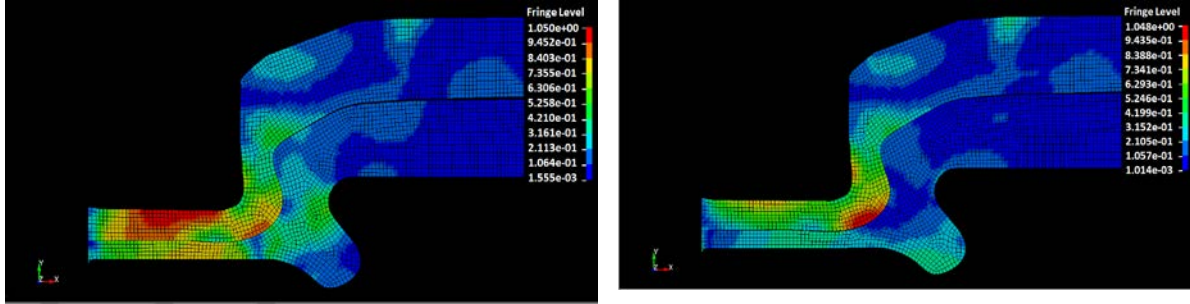 Fringe Level
1.050e+00
9.452e-01
8.403e-01
7.355e-01
6.306e-01
5.258e-01
4.210e-01
3.161e-01
2.113e-01
1.064e-01
1.555e-03
Y
Z X
Fringe Level
1.048e+00
9.435e-01
8.388e-01
7.341e-01
6.293e-01
5.246e-01
4.199e-01
3.152e-01
2.105e-01
1.057e-01
1.014e-03
Y
Z X